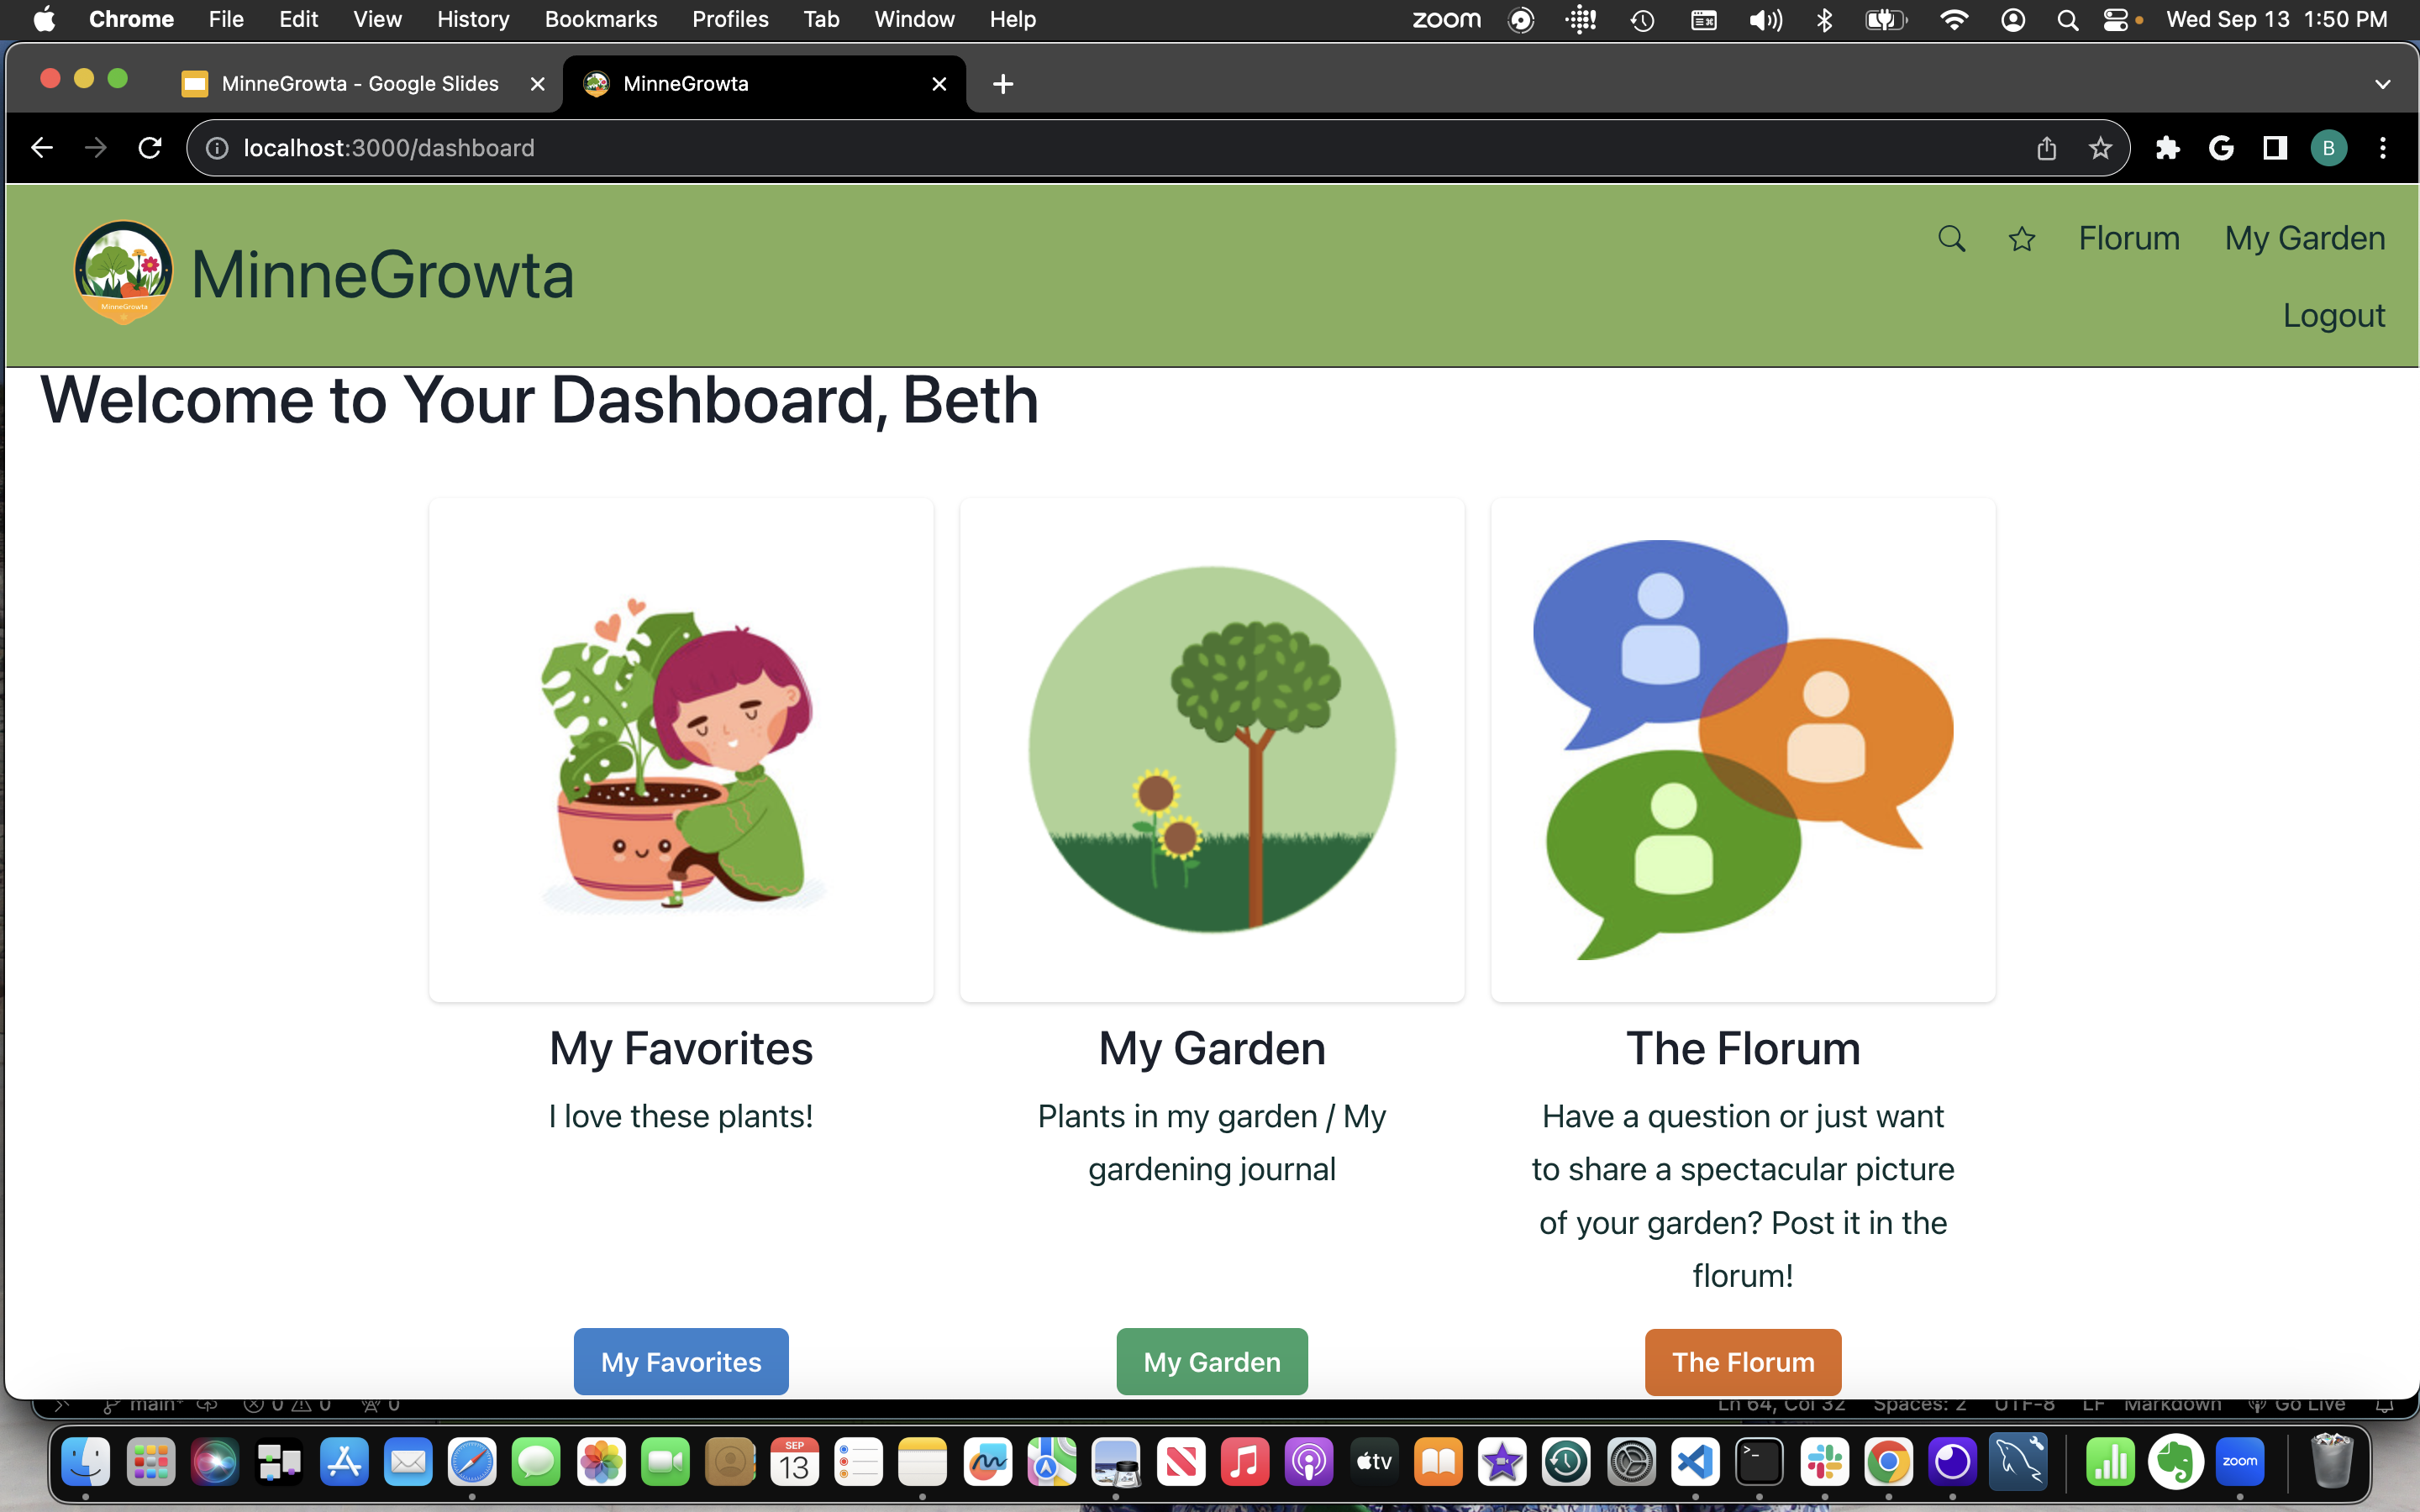 Chrome File Edit View History Bookmarks Profiles Tab Window Help zoom Wed Sep 13 1:50 PM
MinneGrowta - Google Slides MinneGrowta
localhost:3000/dashboard B
MinneGrowta
MinneGrowta
Florum My Garden
Logout
Welcome to Your Dashboard, Beth
My Favorites
I love these plants!
My Favorites
My Garden
Plants in my garden / My
gardening journal
My Garden
The Florum
Have a question or just want
to share a spectacular picture
of your garden? Post it in the
florum!
The Florum
main* 0 0 0 Ln 64, Col 32 Spaces: 2 UTF-8 LF Markdown Go Live
SEP
13
tv
zoom